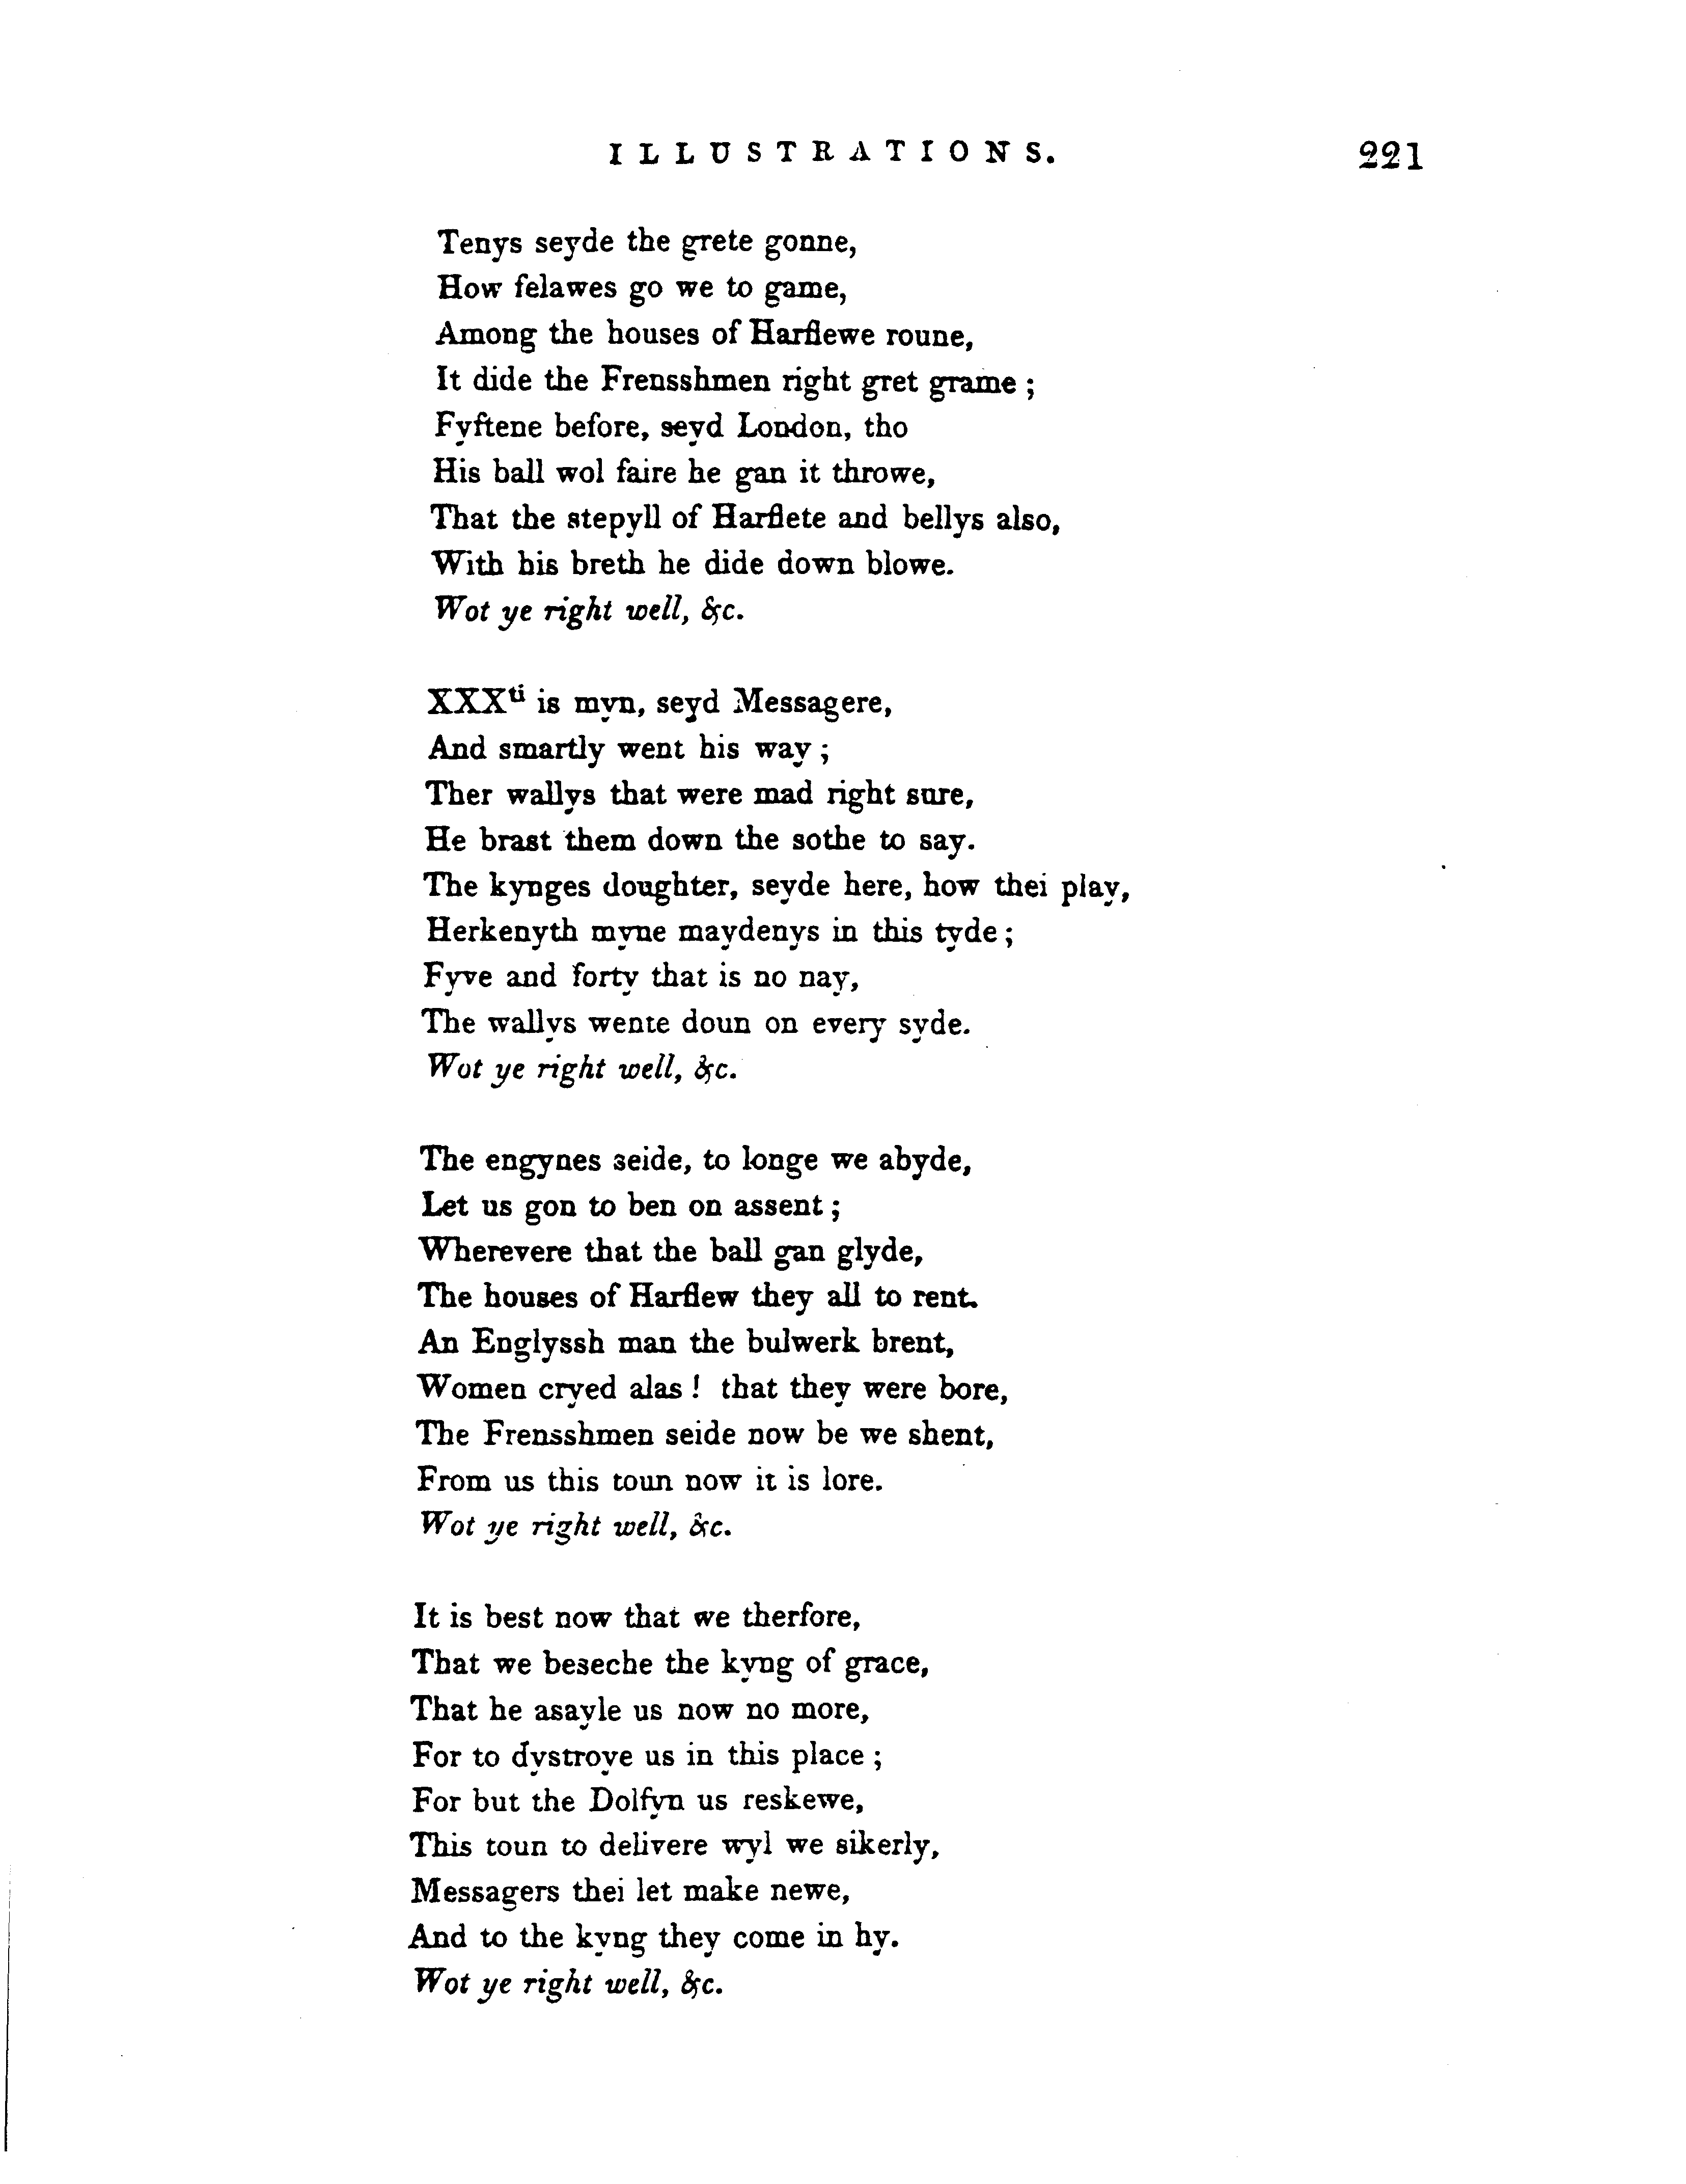 ILLUSTRATIONS. 221
Tenys seyde the grete gonne,
How felawes go we to game,
Among the houses of Harflewe roune,
It dide the Frensshmen right gret grame ;
Fyftene before, seyd London, tho
His ball wol faire he gan it throwe,
That the stepyll of Harflete and bellys also,
With his breth he dide down blowe.
Wot ye right well, &c.
XXXti is myn, seyd Messagere,
And smartly went his way ;
Ther wallys that were mad right sure,
He brast them down the sothe to say.
The kynges doughter, seyde here, how thei play,
Herkenyth myne maydenys in this tyde ;
Fyve and forty that is no nay,
The wallys wente doun on every syde.
Wot ye right well, &c.
The engynes seide, to longe we abyde,
Let us gon to ben on assent ;
Wherevere that the ball gan glyde,
The houses of Harflew they all to rent.
An Englyssh man the bulwerk brent,
Women cryed alas ! that they were bore,
The Frensshmen seide now be we shent,
From us this toun now it is lore.
Wot ye right well, &c.
It is best now that we therfore,
That we beseche the kyng of grace,
That he asayle us now no more,
For to dystroye us in this place ;
For but the Dolfyn us reskewe,
This toun to delivere wyl we sikerly,
Messagers thei let make newe,
And to the kyng they come in hy.
Wot ye right well, &c.